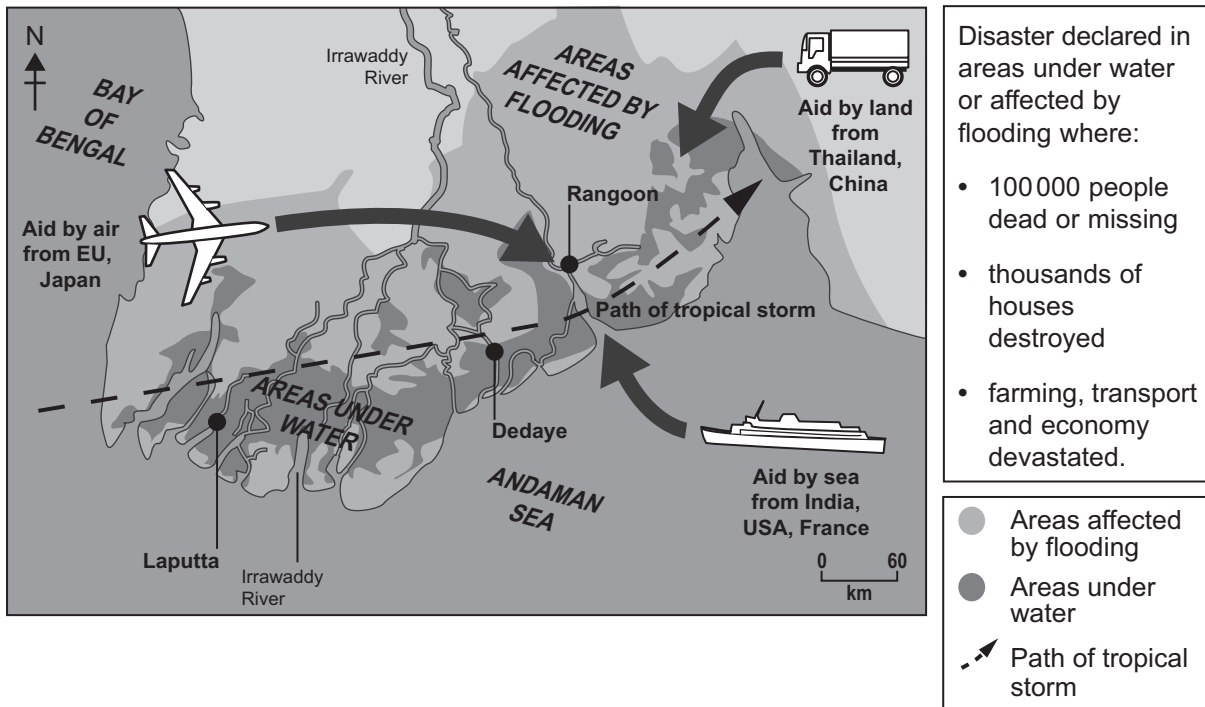 N
BAY
OF
BENGAL
Irrawaddy
River
AREAS
AFFECTED BY
FLOODING
Aid by land
from
Thailand,
China
Rangoon
Aid by air
from EU,
Japan
Path of tropical storm
AREAS UNDER
WATER
Dedaye
ANDAMAN
SEA
Aid by sea
from India,
USA, France
Laputta
Irrawaddy
River
0 60
km
Disaster declared in
areas under water
or affected by
flooding where:
• 100 000 people
dead or missing
• thousands of
houses
destroyed
• farming, transport
and economy
devastated.
Areas affected
by flooding
Areas under
water
Path of tropical
storm